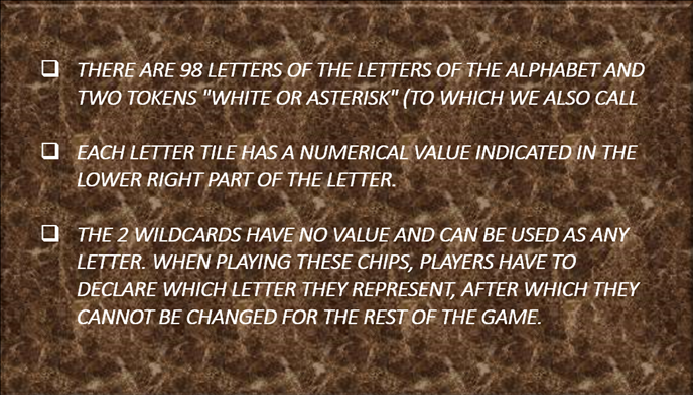 THERE ARE 98 LETTERS OF THE LETTERS OF THE ALPHABET AND
TWO TOKENS "WHITE OR ASTERISK" (TO WHICH WE ALSO CALL
EACH LETTER TILE HAS A NUMERICAL VALUE INDICATED IN THE
LOWER RIGHT PART OF THE LETTER.
THE 2 WILDCARDS HAVE NO VALUE AND CAN BE USED AS ANY
LETTER. WHEN PLAYING THESE CHIPS, PLAYERS HAVE TO
DECLARE WHICH LETTER THEY REPRESENT, AFTER WHICH THEY
CANNOT BE CHANGED FOR THE REST OF THE GAME.